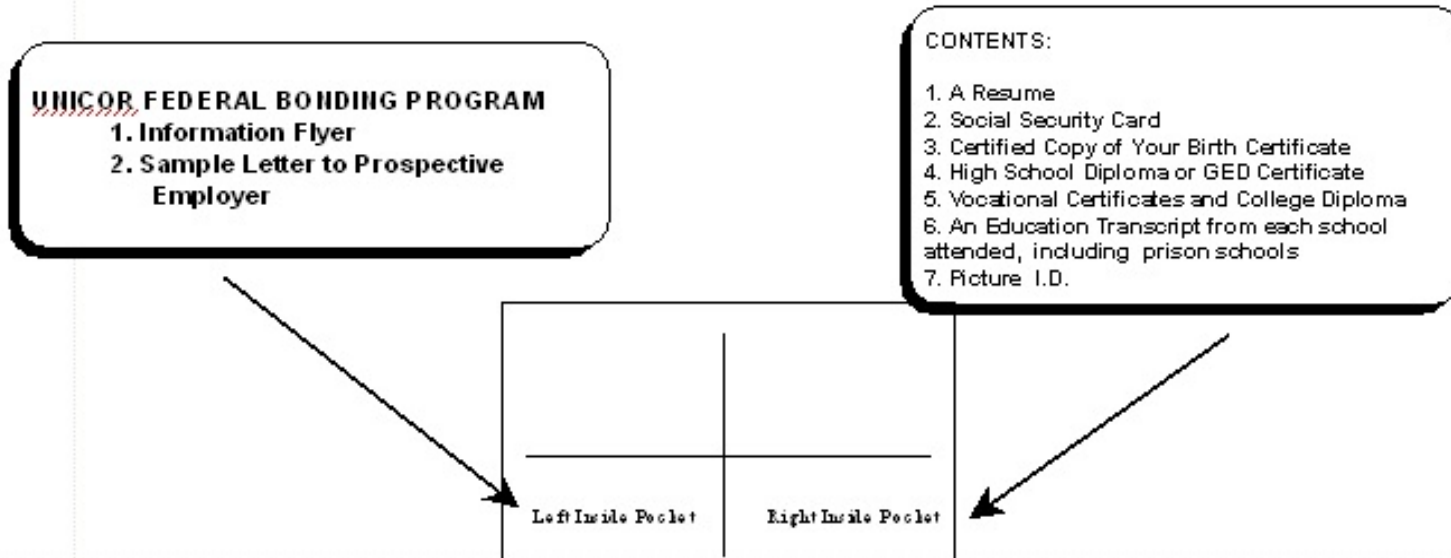 UNICOR FEDERAL BONDING PROGRAM
1. Information Flyer
2. Sample Letter to Prospective
Employer
CONTENTS:
1. A Resume
2. Social Security Card
3. Certified Copy of Your Birth Certificate
4. High School Diploma or GED Certificate
5. Vocational Certificates and College Diploma
6. An Education Transcript from each school
attended, including prison schools
7. Picture I.D.
Left Inside Pocket
Right Inside Pocket